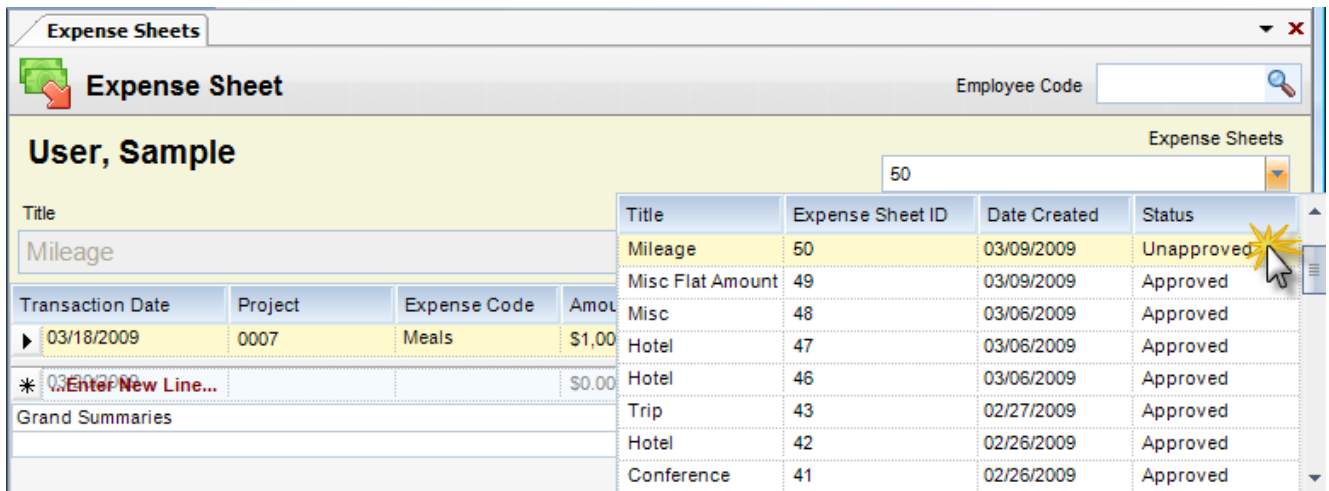 Expense Sheets
Expense Sheet Employee Code
User, Sample
Expense Sheets
50
Title
Mileage
Title Expense Sheet ID Date Created Status
Mileage 50 03/09/2009 Unapproved
Misc Flat Amount 49 03/09/2009 Approved
Misc 48 03/06/2009 Approved
Hotel 47 03/06/2009 Approved
Hotel 46 03/06/2009 Approved
Trip 43 02/27/2009 Approved
Hotel 42 02/26/2009 Approved
Conference 41 02/26/2009 Approved
Transaction Date Project Expense Code Amou
03/18/2009 0007 Meals $1,00
...Enter New Line... $0.00
Grand Summaries